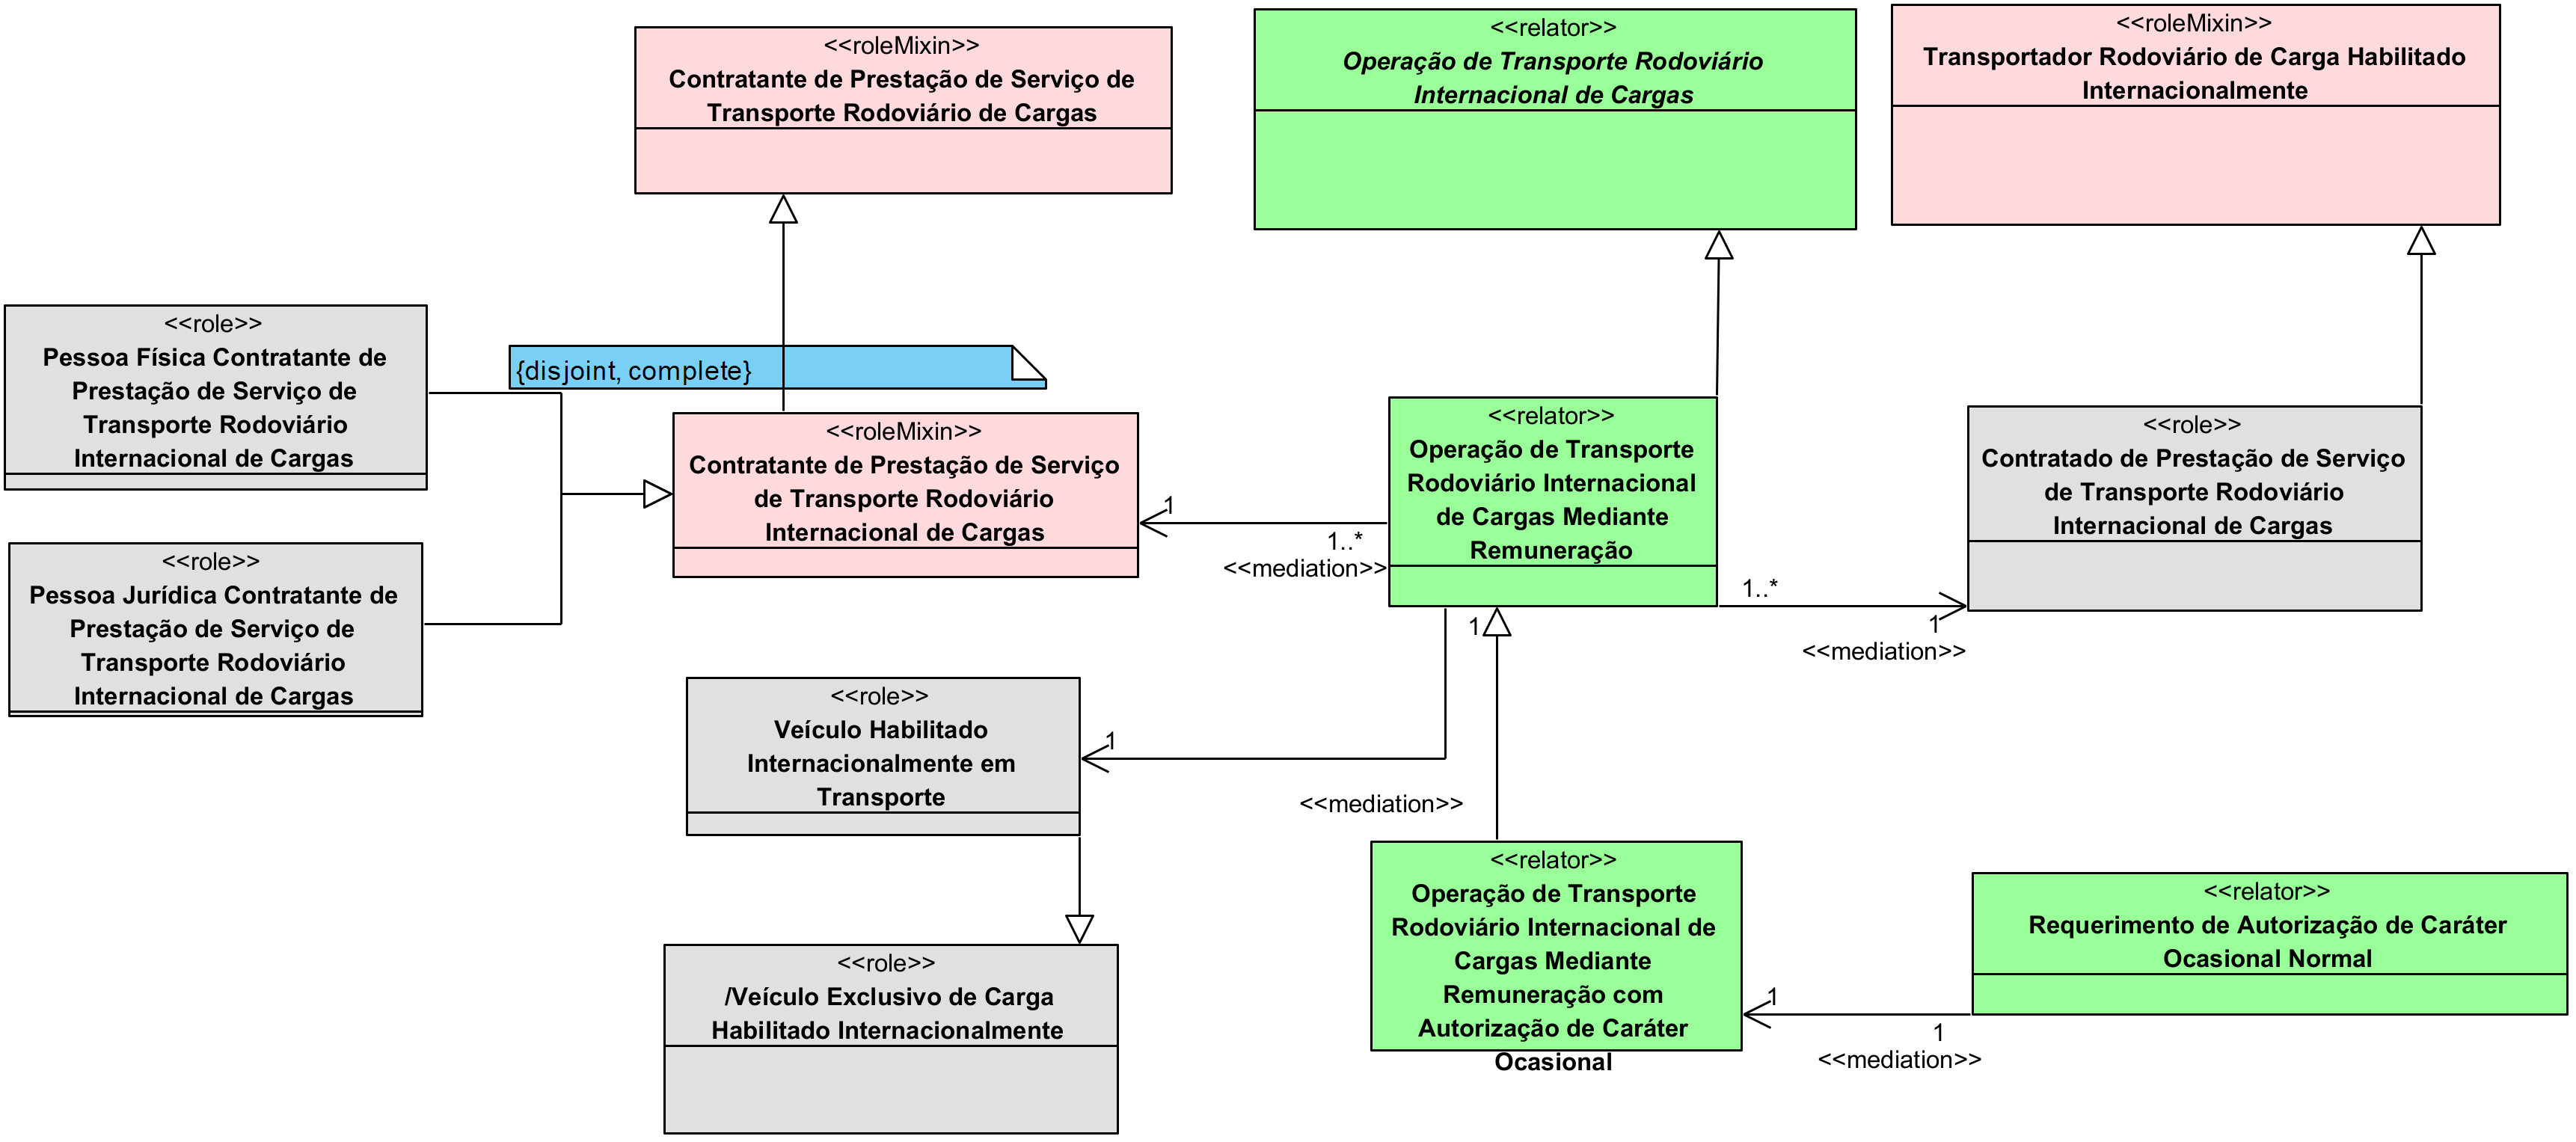 <<roleMixin>>
Contratante de Prestação de Serviço de
Transporte Rodoviário de Cargas
<<relator>>
Operação de Transporte Rodoviário
Internacional de Cargas
<<roleMixin>>
Transportador Rodoviário de Carga Habilitado
Internacionalmente
<<role>>
Pessoa Física Contratante de
Prestação de Serviço de
Transporte Rodoviário
Internacional de Cargas
{disjoint, complete}
<<roleMixin>>
Contratante de Prestação de Serviço
de Transporte Rodoviário
Internacional de Cargas
<<relator>>
Operação de Transporte
Rodoviário Internacional
de Cargas Mediante
Remuneração
<<role>>
Contratado de Prestação de Serviço
de Transporte Rodoviário
Internacional de Cargas
1
1..*
<<mediation>>
1..*
1
<<mediation>>
<<role>>
Pessoa Jurídica Contratante de
Prestação de Serviço de
Transporte Rodoviário
Internacional de Cargas
<<role>>
Veículo Habilitado
Internacionalmente em
Transporte
1
1
<<mediation>>
<<role>>
/Veículo Exclusivo de Carga
Habilitado Internacionalmente
<<relator>>
Operação de Transporte
Rodoviário Internacional de
Cargas Mediante
Remuneração com
Autorização de Caráter
Ocasional
<<relator>>
Requerimento de Autorização de Caráter
Ocasional Normal
1
1
<<mediation>>